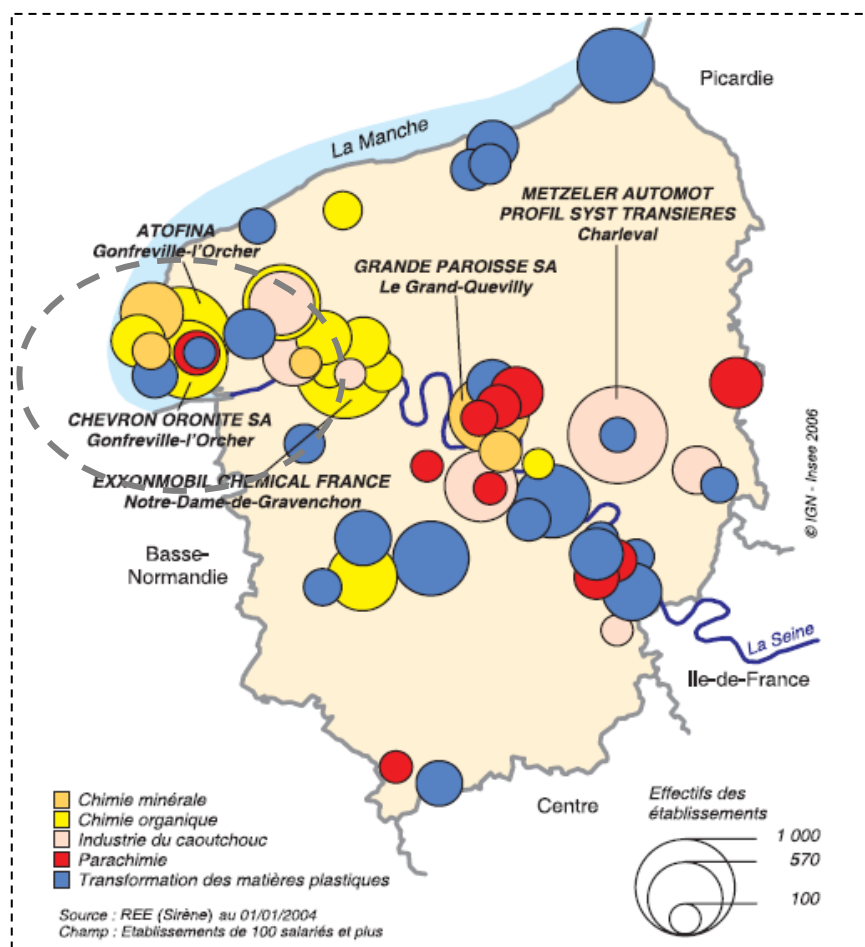 Picardie
La Manche
METZELER AUTOMOT
PROFIL SYST TRANSIERES
Charleval
ATOFINA
Gonfreville-l'Orcher
GRANDE PAROISSE SA
Le Grand-Quevilly
CHEVRON ORONITE SA
Gonfreville-l'Orcher
EXXONMOBIL CHEMICAL FRANCE
Notre-Dame-de-Gravenchon
© IGN - Insee 2006
Basse-
Normandie
La Seine
Ile-de-France
Centre
Chimie minérale
Chimie organique
Industrie du caoutchouc
Parachimie
Transformation des matières plastiques
Effectifs des
établissements
1 000
570
100
Source : REE (Sirène) au 01/01/2004
Champ : Etablissements de 100 salariés et plus